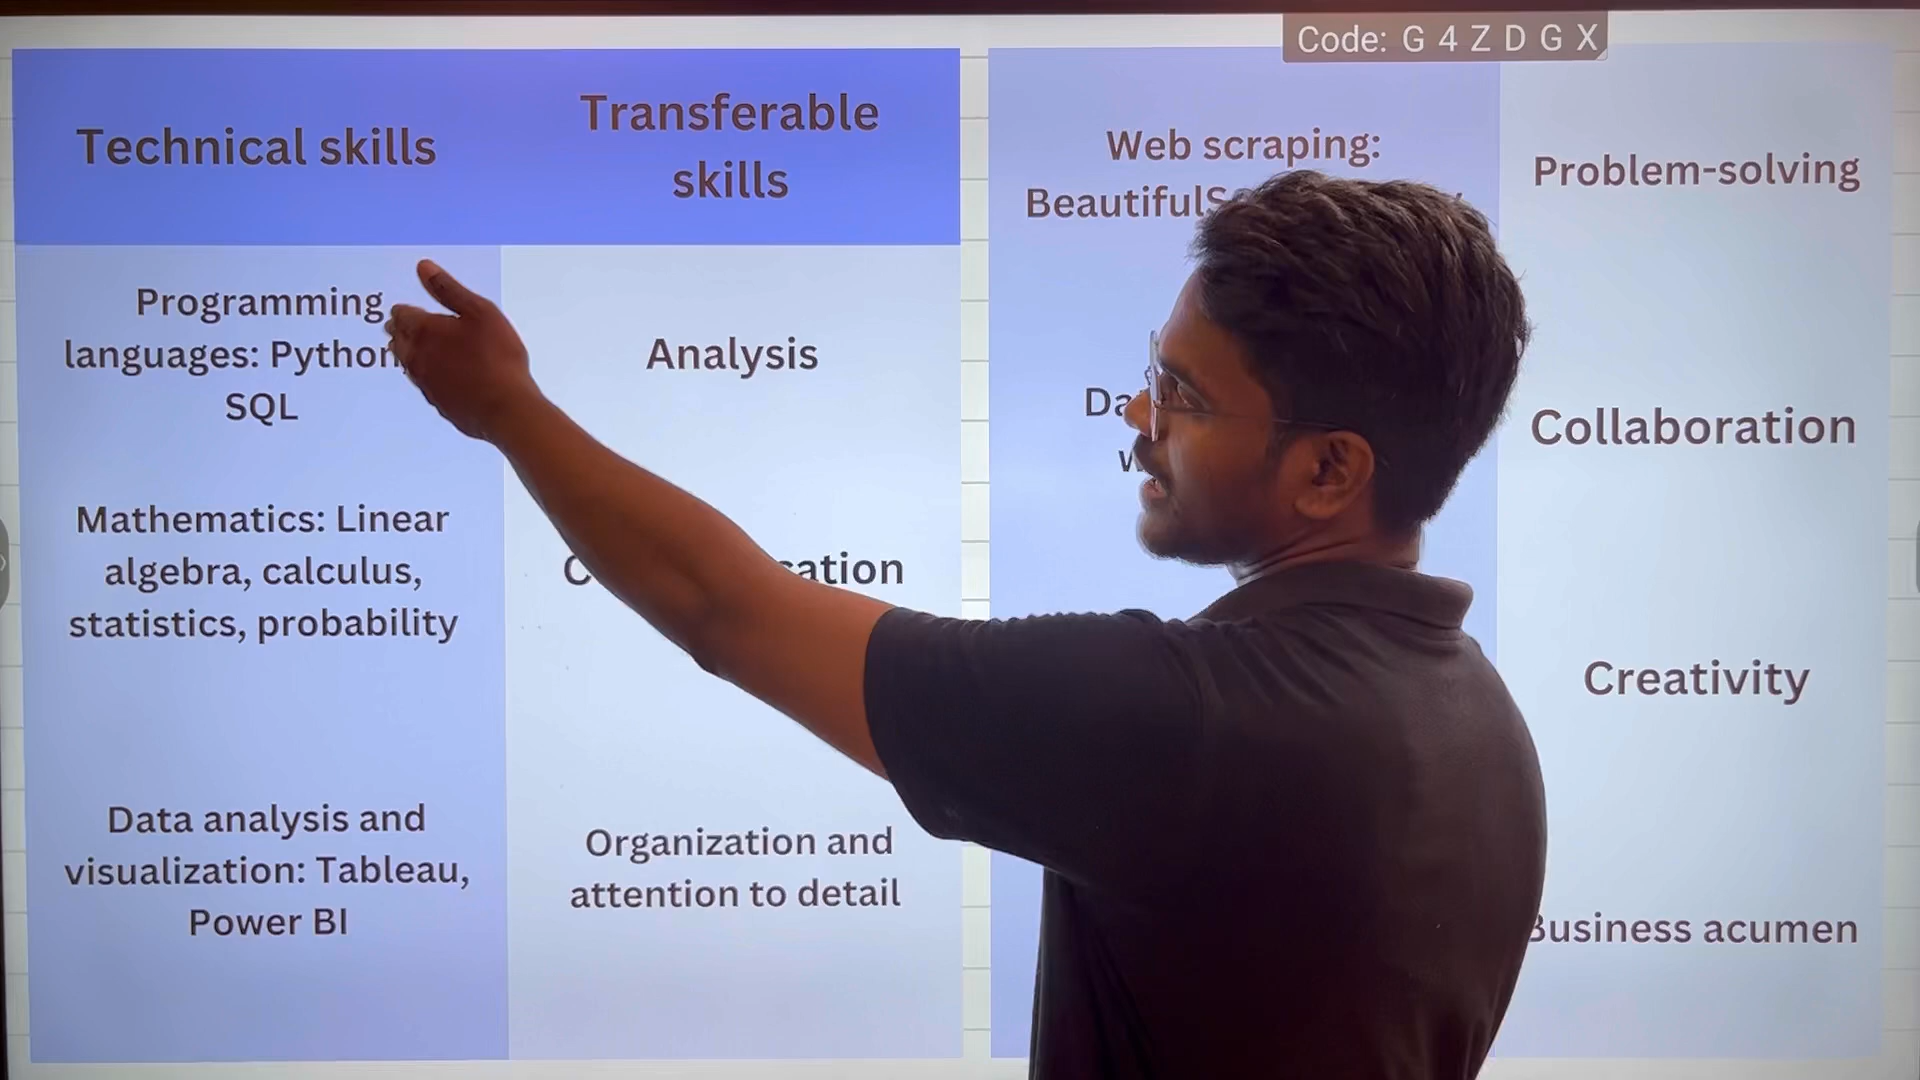 Code: G 4 Z D G X
Technical skills
Transferable
skills
Programming
languages: Python,
SQL
Analysis
Mathematics: Linear
algebra, calculus,
statistics, probability
Data analysis and
visualization: Tableau,
Power BI
Organization and
attention to detail
Web scraping:
Problem-solving
Collaboration
Creativity
Business acumen